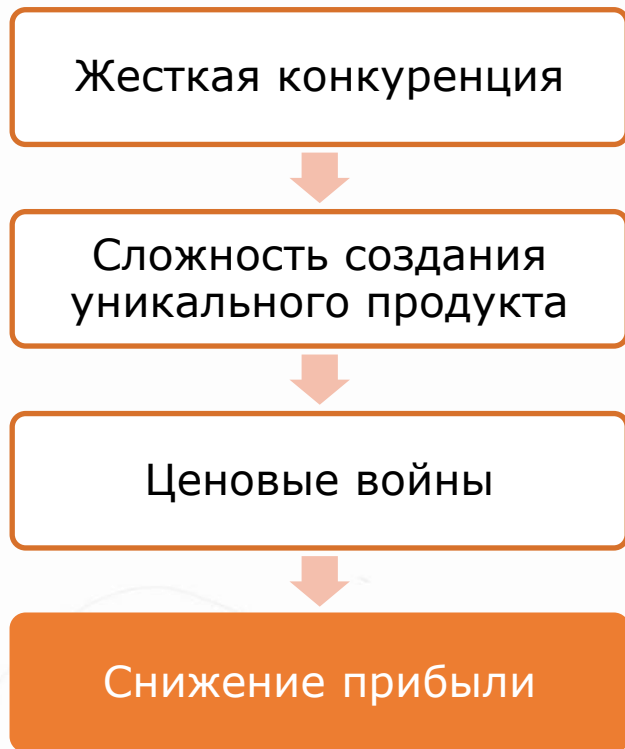 Жесткая конкуренция
Сложность создания
уникального продукта
Ценовые войны
Снижение прибыли